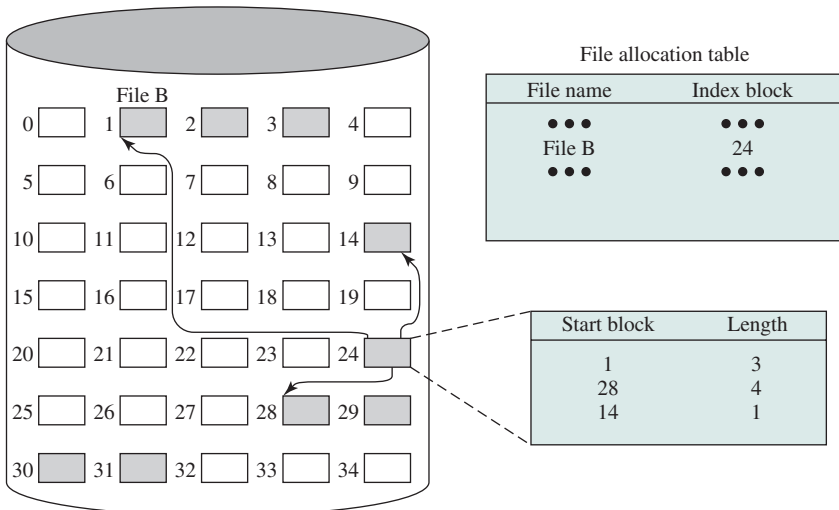 File allocation table
File name Index block
••• •••
File B 24
••• •••
File B
0 1 2 3 4
5 6 7 8 9
10 11 12 13 14
15 16 17 18 19
20 21 22 23 24
25 26 27 28 29
30 31 32 33 34
Start block Length
1 3
28 4
14 1